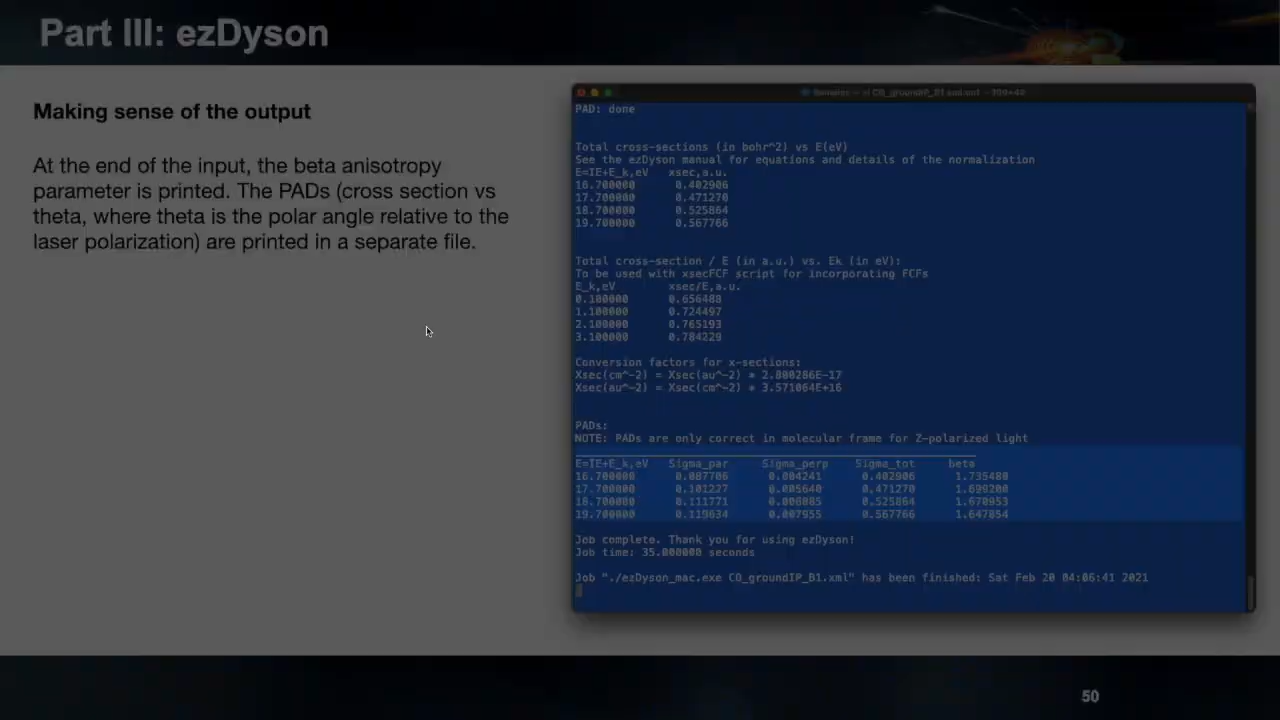 Part III: ezDyson
Making sense of the output
At the end of the input, the beta anisotropy
parameter is printed. The PADs (cross section vs
theta, where theta is the polar angle relative to the
laser polarization) are printed in a separate file.
PAD: done
Total cross-sections (in bohr^2) vs E(eV)
See the ezDyson manual for equations and details of the normalization
E=IE+E_k,eV xsec,a.u.
16.700000 0.402906
17.700000 0.471270
18.700000 0.525864
19.700000 0.567766
Total cross-section / E (in a.u.) vs. Ek (in eV):
To be used with xsecFCF script for incorporating FCFs
E_k,eV xsec/E,a.u.
0.100000 0.656488
1.100000 0.724497
2.100000 0.765193
3.100000 0.784229
Conversion factors for x-sections:
Xsec(cm^-2) = Xsec(au^-2) * 2.800286E-17
Xsec(au^-2) = Xsec(cm^-2) * 3.571064E+16
PADs:
NOTE: PADs are only correct in molecular frame for Z-polarized light
E=IE+E_k,eV Sigma_par Sigma_perp Sigma_tot beta
16.700000 0.087706 0.004241 0.402906 1.735480
17.700000 0.101227 0.005640 0.471270 1.699200
18.700000 0.111771 0.525864 1.670953
19.700000 0.119634 0.007955 0.567766 1.647854
Job complete. Thank you for using ezDyson!
Job time: 35.000000 seconds
Job "./ezDyson_mac.exe CO_groundIP_B1.xml" has been finished: Sat Feb 20 04:06:41 2021
50